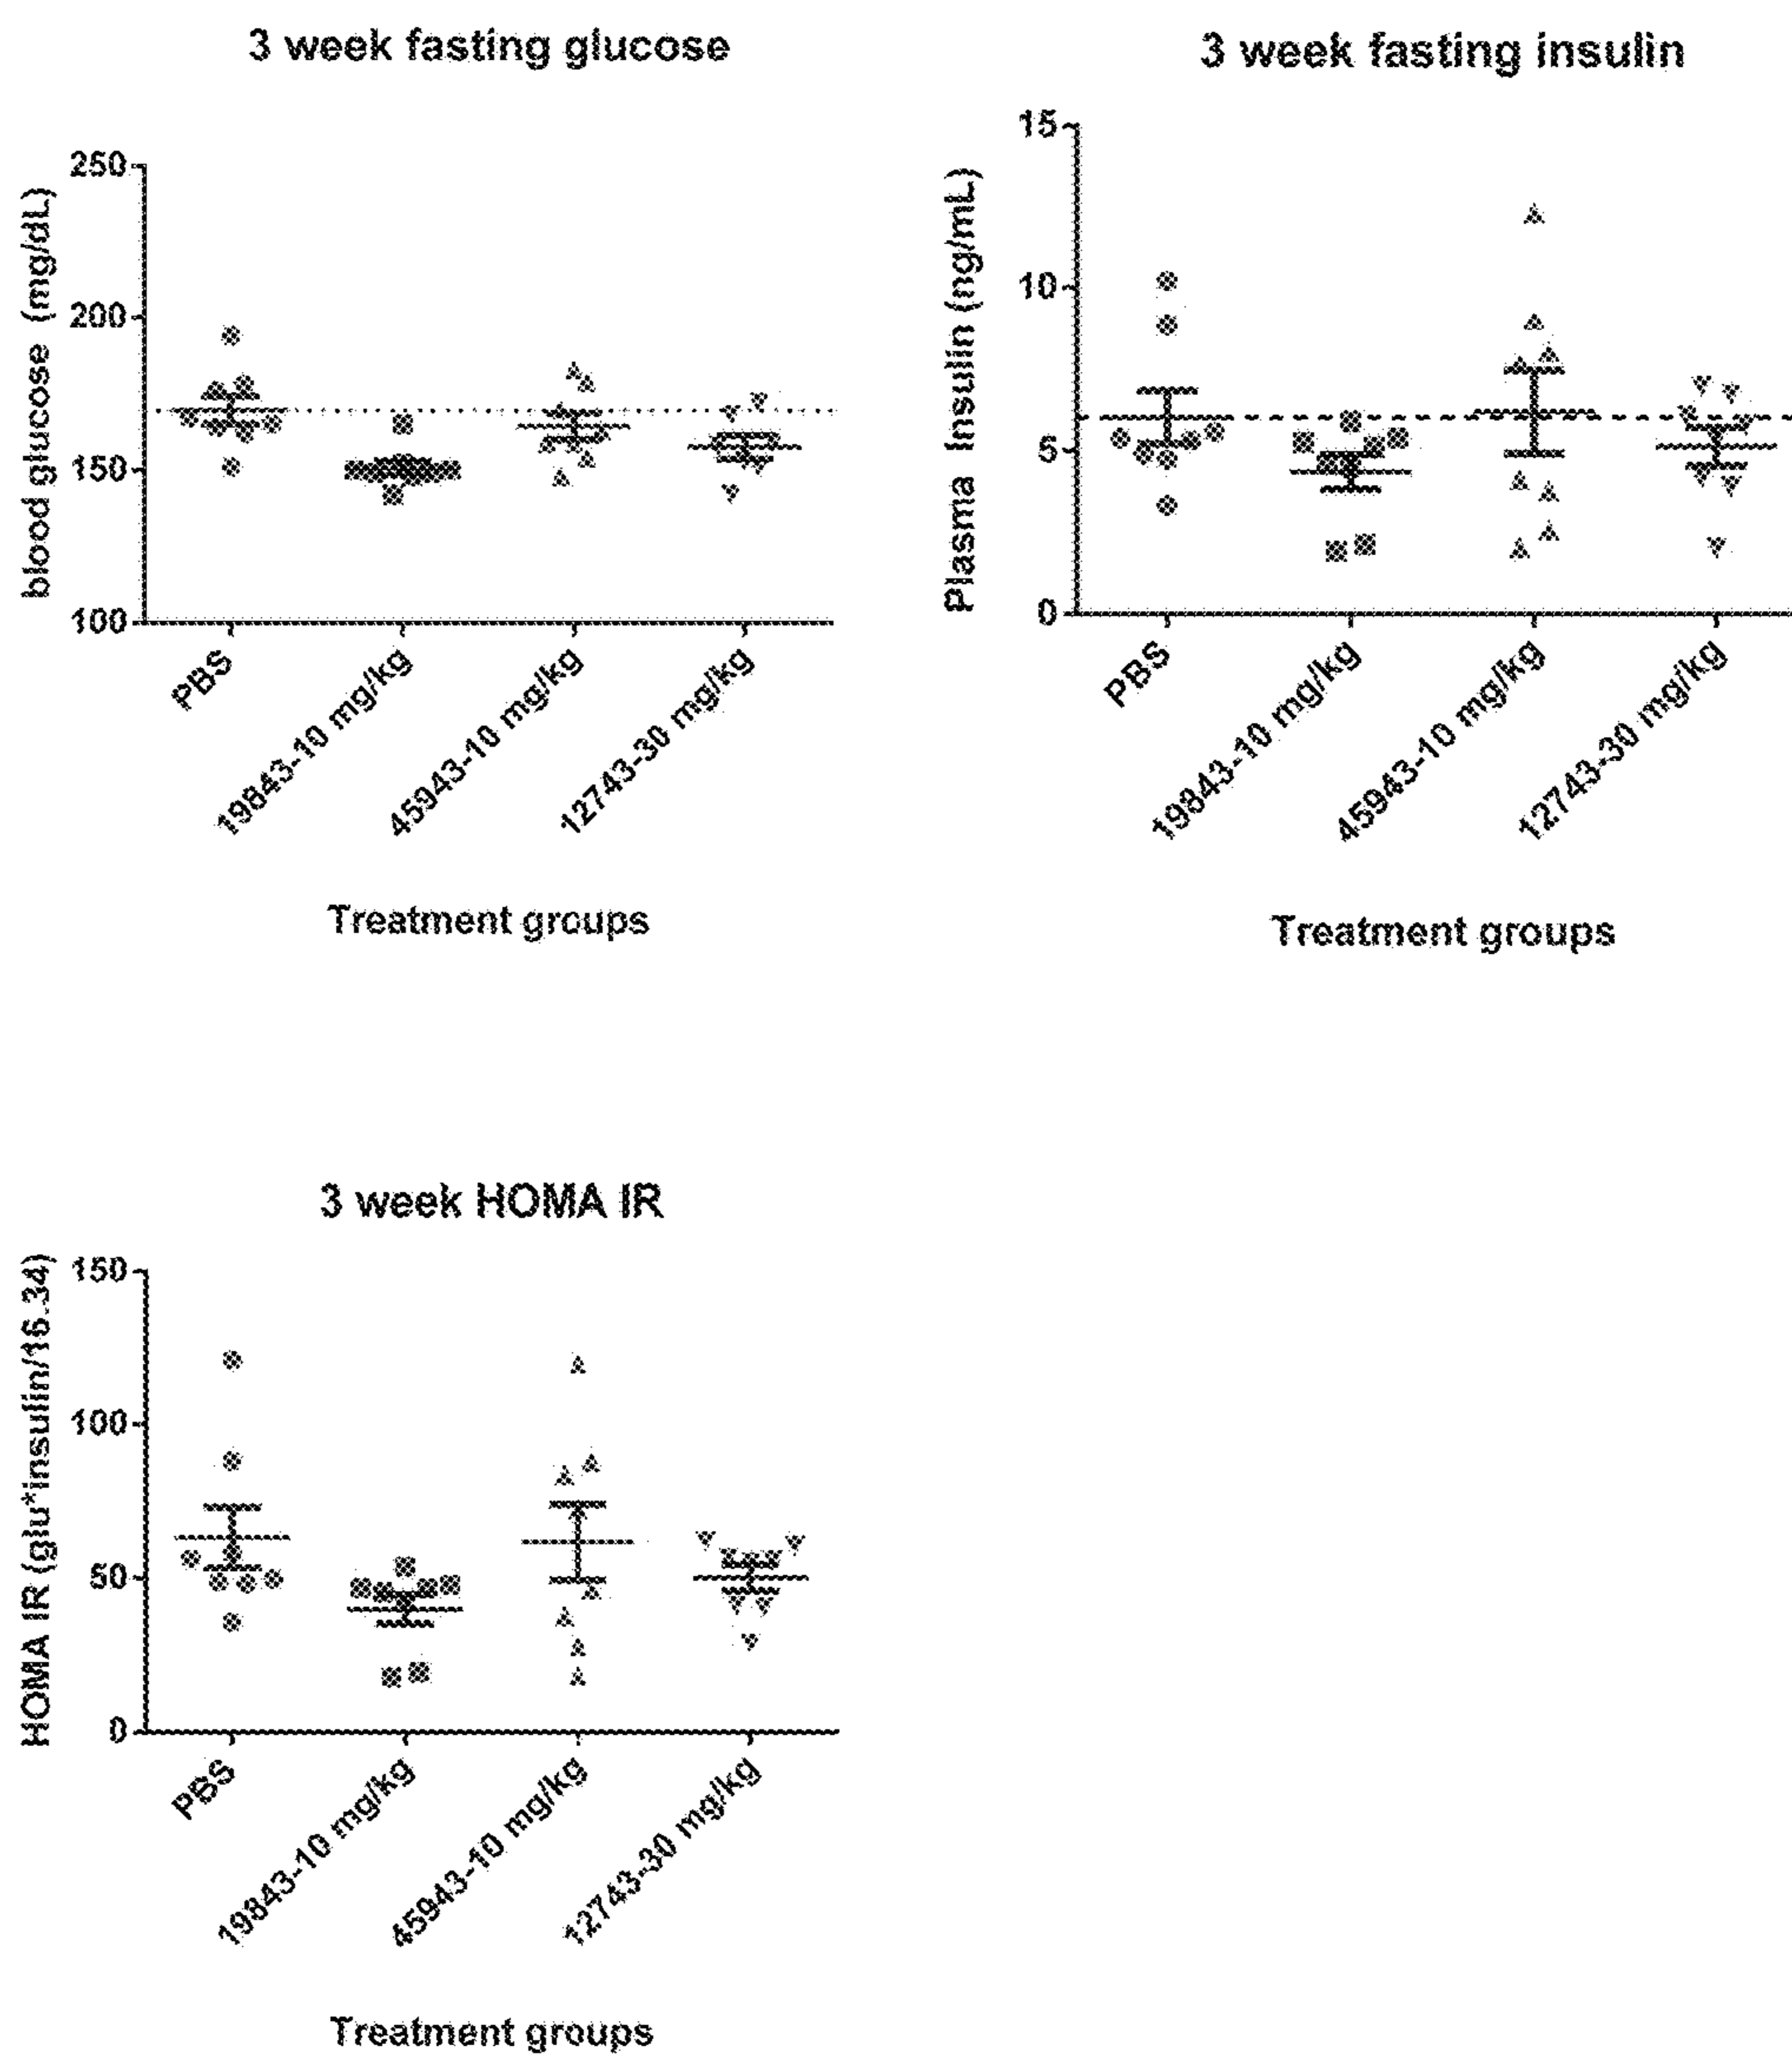 3 week fasting glucose
blood glucose (mg/dL)
250
200
150
100
PBS
19843-10 mg/kg
45943-10 mg/kg
12743-30 mg/kg
Treatment groups
3 week fasting insulin
Plasma Insulin (ng/mL)
15
10
5
0
PBS
19843-10 mg/kg
45943-10 mg/kg
12743-30 mg/kg
Treatment groups
3 week HOMA IR
HOMA IR (glu*insulin/16.34)
150
100
50
0
PBS
19843-10 mg/kg
45943-10 mg/kg
12743-30 mg/kg
Treatment groups